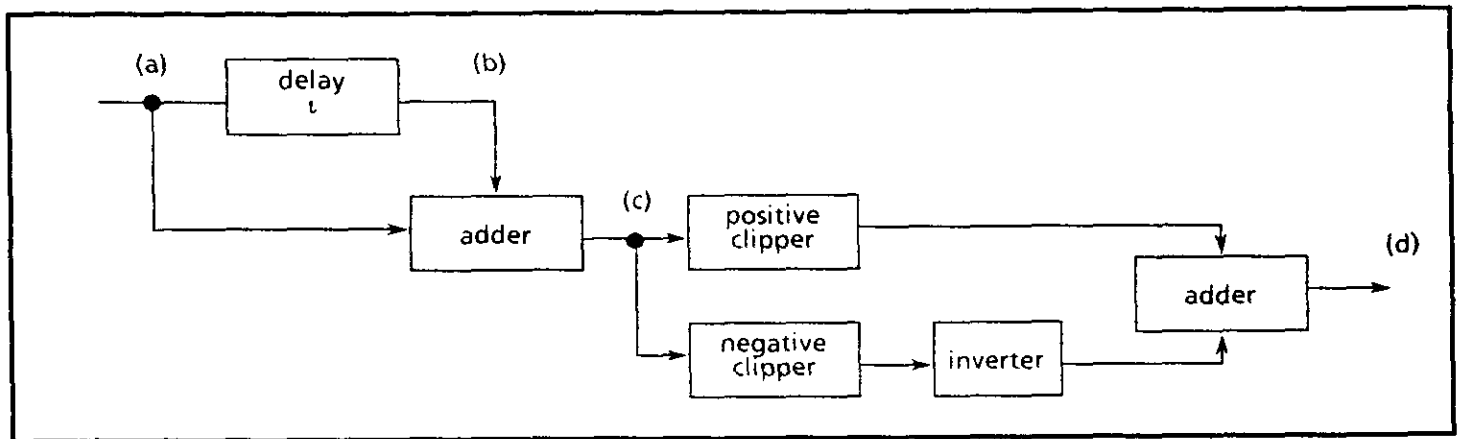 (a)
delay
τ
(b)
adder
(c)
positive
clipper
negative
clipper
inverter
adder
(d)